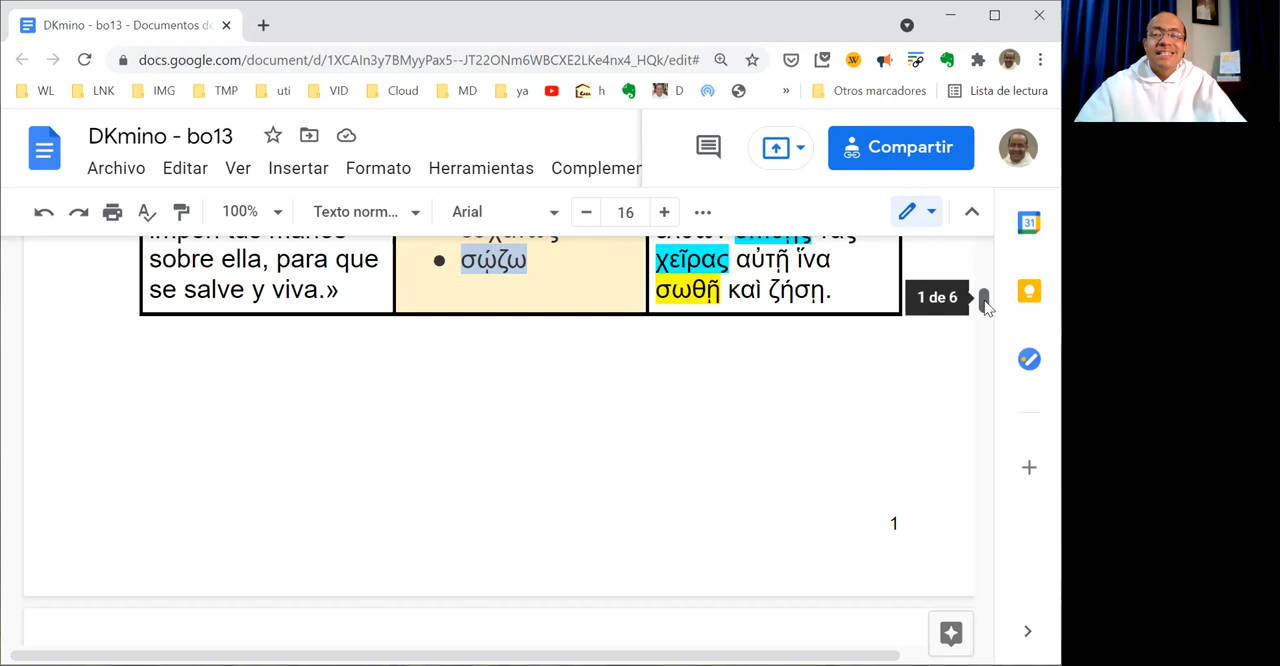 DKmino - bo13 - Documentos de
docs.google.com/document/d/1XCAIn3y7BMyyPax5--JT22ONm6WBCXE2LKe4nx4_HQk/edit#
WL LNK IMG TMP uti VID Cloud MD ya h D » Otros marcadores Lista de lectura
DKmino - bo13
Archivo Editar Ver Insertar Formato Herramientas Complemen
Compartir
100% Texto norm... Arial 16
31
sobre ella, para que
se salve y viva.»
● σῴζω
χεῖρας αὐτῇ ἵνα
σωθῇ καὶ ζήσῃ.
1 de 6
1